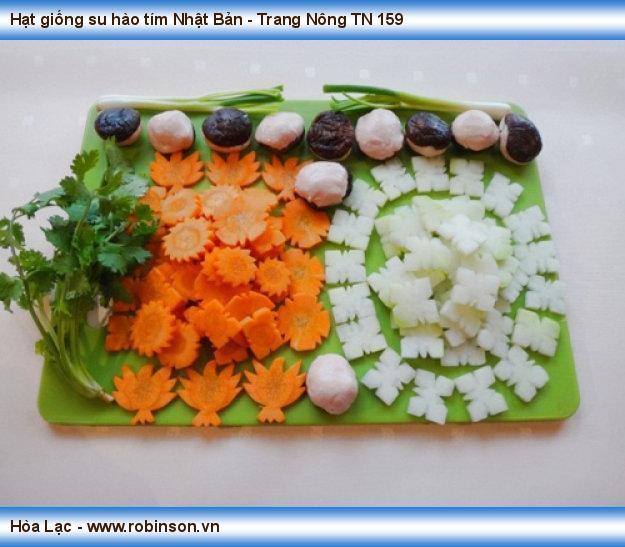 Hạt giống su hào tím Nhật Bản - Trang Nông TN 159
Hòa Lạc - www.robinson.vn